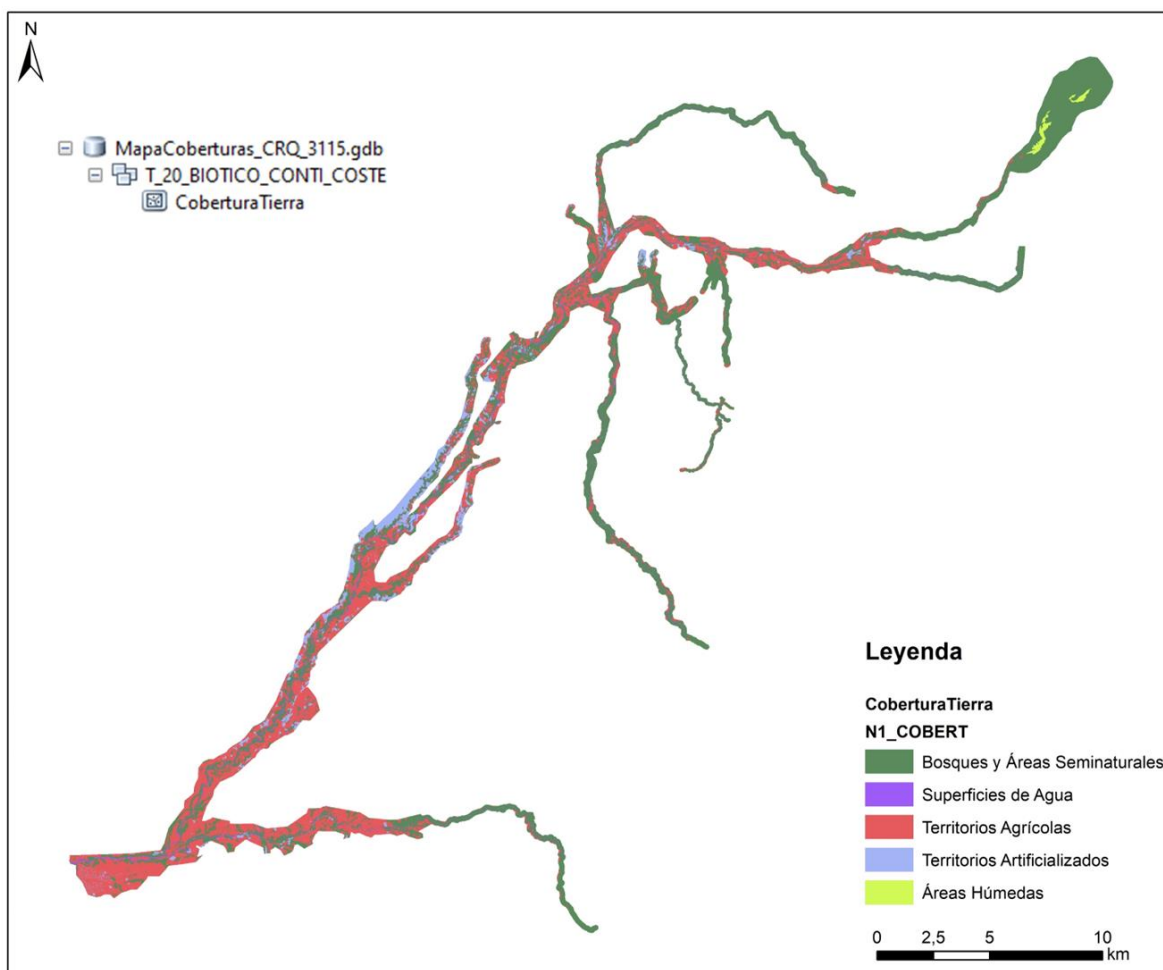 N
MapaCoberturas_CRQ_3115.gdb
T_20_BIOTICO_CONTI_COSTE
CoberturaTierra
Leyenda
CoberturaTierra
N1_COBERT
Bosques y Áreas Seminaturales
Superficies de Agua
Territorios Agrícolas
Territorios Artificializados
Áreas Húmedas
0 2,5 5 10
km